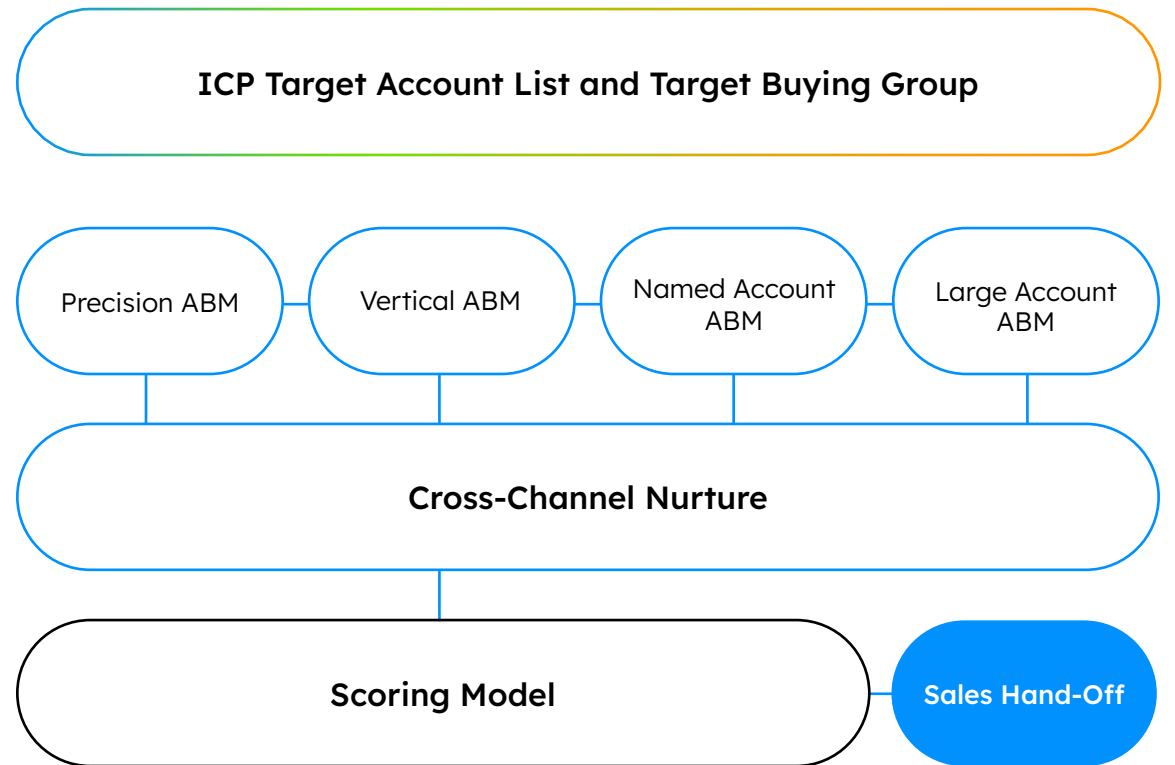 ICP Target Account List and Target Buying Group
Precision ABM
Vertical ABM
Named Account
ABM
Large Account
ABM
Cross-Channel Nurture
Scoring Model
Sales Hand-Off